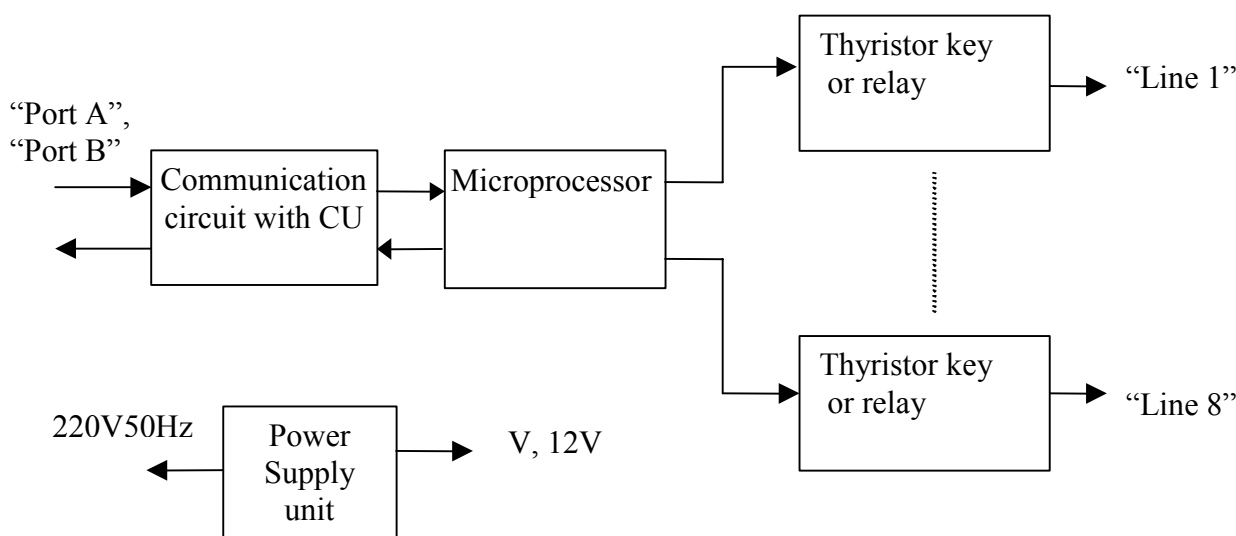 “Port A”,
“Port B”
Communication
circuit with CU
Microprocessor
Thyristor key
or relay
“Line 1”
Thyristor key
or relay
“Line 8”
220V50Hz
Power
Supply
unit
V, 12V